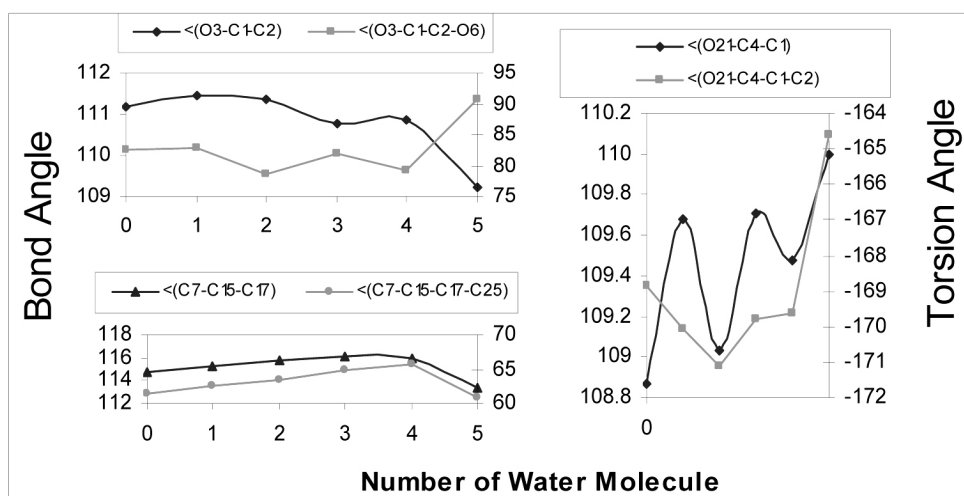 <(O3-C1-C2) <(O3-C1-C2-O6)
112 95
111 90
110 85
109 80
75
0 1 2 3 4 5
<(C7-C15-C17) <(C7-C15-C17-C25)
118 70
116 65
114 60
112
0 1 2 3 4 5
<(O21-C4-C1)
<(O21-C4-C1-C2)
110.2 -164
110 -165
109.8 -166
109.6 -167
109.4 -168
109.2 -169
109 -170
108.8 -171
-172
0
Bond Angle
Torsion Angle
Number of Water Molecule